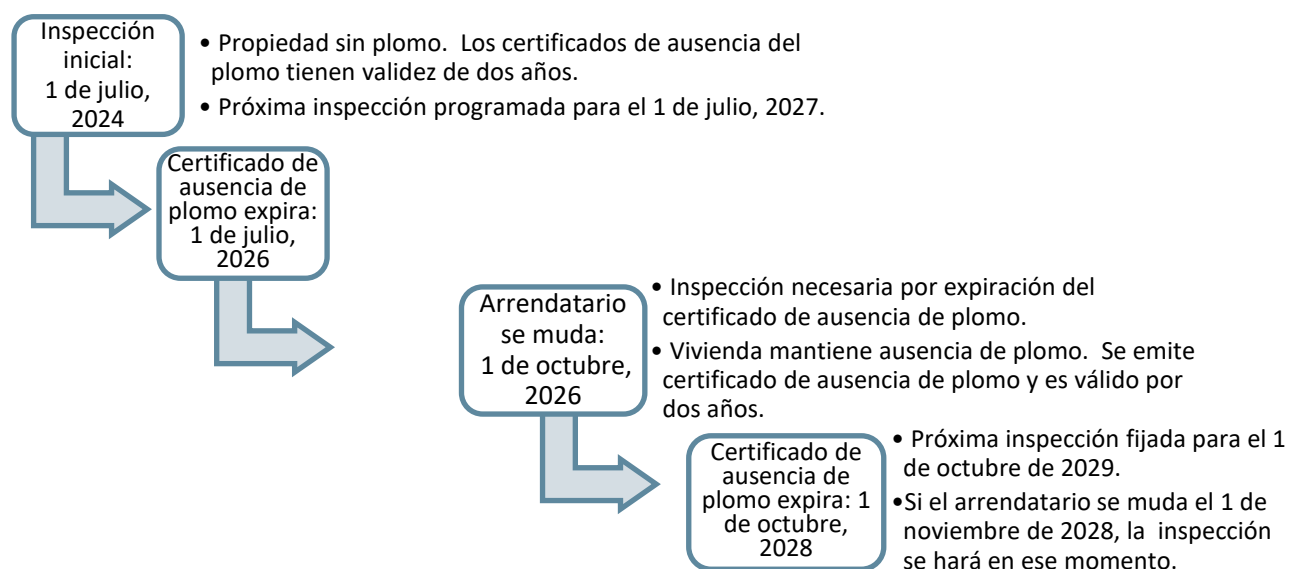 Inspección
inicial:
1 de julio,
2024
• Propiedad sin plomo. Los certificados de ausencia del
plomo tienen validez de dos años.
• Próxima inspección programada para el 1 de julio, 2027.
Certificado de
ausencia de
plomo expira:
1 de julio,
2026
Arrendatario
se muda:
1 de octubre,
2026
• Inspección necesaria por expiración del
certificado de ausencia de plomo.
• Vivienda mantiene ausencia de plomo. Se emite
certificado de ausencia de plomo y es válido por
dos años.
Certificado de
ausencia de
plomo expira: 1
de octubre,
2028
• Próxima inspección fijada para el 1
de octubre de 2029.
•Si el arrendatario se muda el 1 de
noviembre de 2028, la inspección
se hará en ese momento.